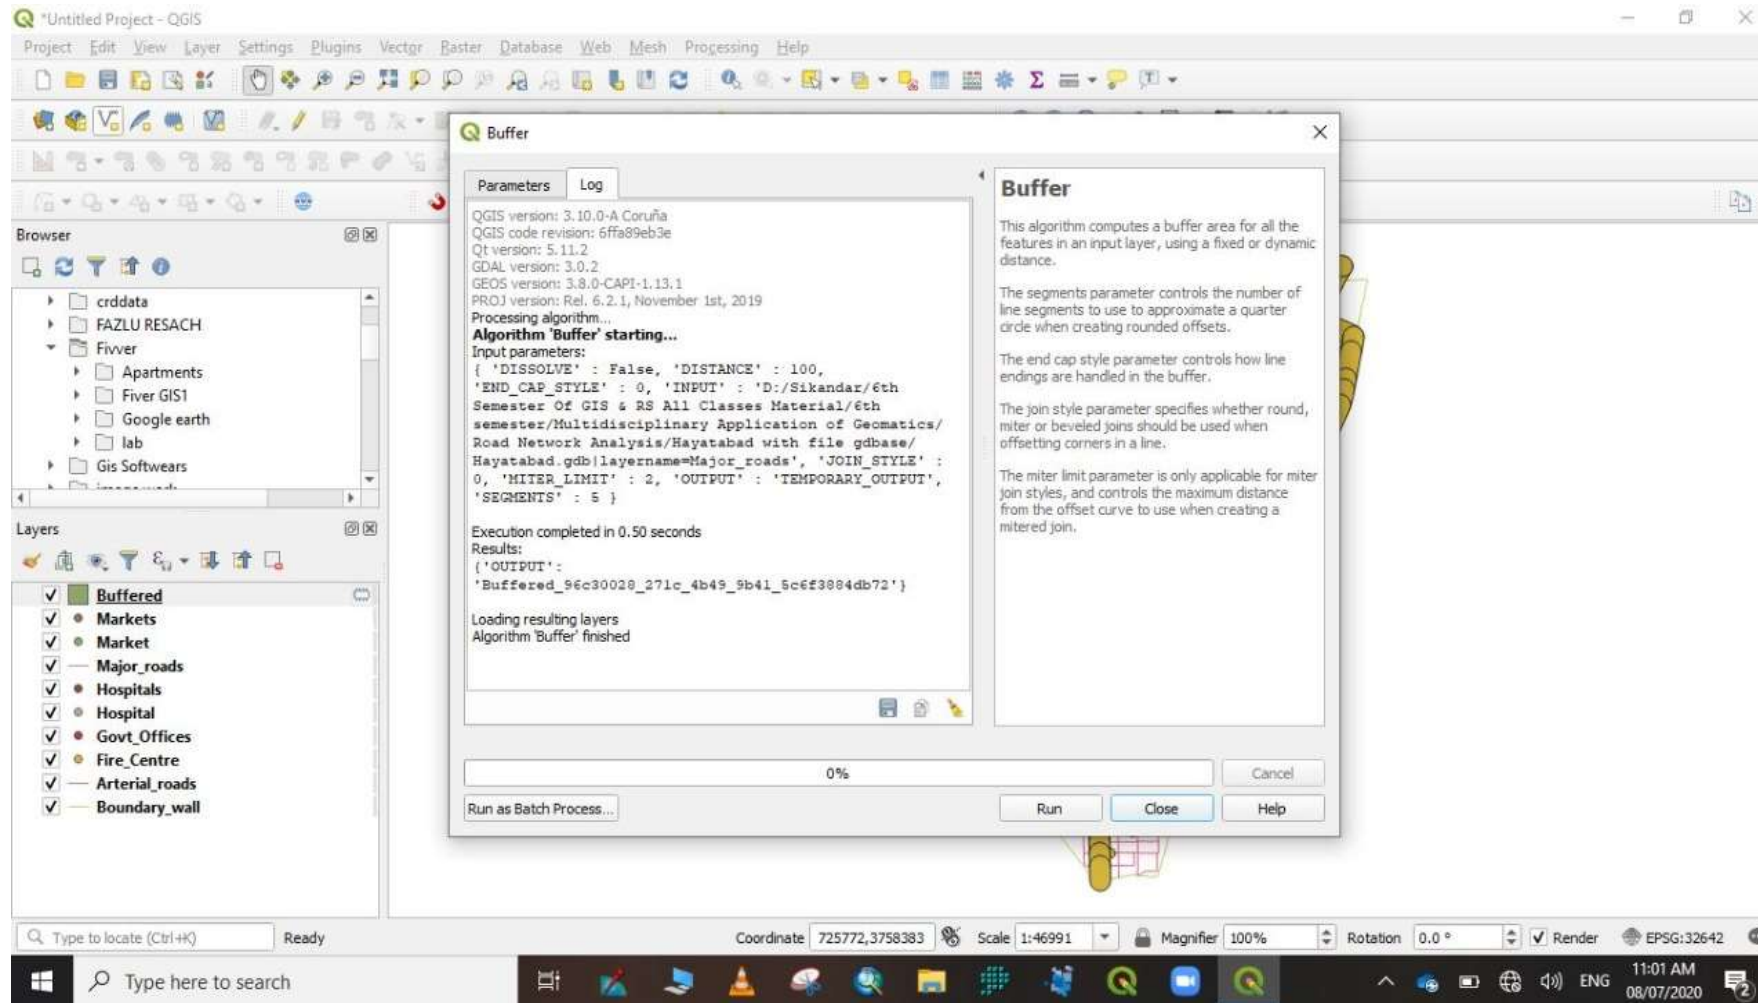 *Untitled Project - QGIS
Project Edit View Layer Settings Plugins Vector Raster Database Web Mesh Processing Help
Buffer
Parameters Log
QGIS version: 3.10.0-A Coruña
QGIS code revision: 6ffa89eb3e
Qt version: 5.11.2
GDAL version: 3.0.2
GEOS version: 3.8.0-CAPI-1.13.1
PROJ version: Rel. 6.2.1, November 1st, 2019
Processing algorithm...
Algorithm 'Buffer' starting...
Input parameters:
{ 'DISSOLVE' : False, 'DISTANCE' : 100,
'END_CAP_STYLE' : 0, 'INPUT' : 'D:/Sikandar/6th
Semester Of GIS & RS All Classes Material/6th
semester/Multidisciplinary Application of Geomatics/
Road Network Analysis/Hayatabad with file gdbase/
Hayatabad.gdb|layername=Major_roads', 'JOIN_STYLE' :
0, 'MITER_LIMIT' : 2, 'OUTPUT' : 'TEMPORARY_OUTPUT',
'SEGMENTS' : 5 }
Execution completed in 0.50 seconds
Results:
{'OUTPUT':
'Buffered_96c30028_271c_4b49_9b41_5c6f3884db72'}
Loading resulting layers
Algorithm 'Buffer' finished
Buffer
This algorithm computes a buffer area for all the
features in an input layer, using a fixed or dynamic
distance.
The segments parameter controls the number of
line segments to use to approximate a quarter
circle when creating rounded offsets.
The end cap style parameter controls how line
endings are handled in the buffer.
The join style parameter specifies whether round,
miter or beveled joins should be used when
offsetting corners in a line.
The miter limit parameter is only applicable for miter
join styles, and controls the maximum distance
from the offset curve to use when creating a
mitered join.
0%
Cancel
Run as Batch Process...
Run Close Help
Browser
crddata
FAZLU RESACH
Fivver
Apartments
Fiver GIS1
Google earth
lab
Gis Softwears
Layers
Buffered
Markets
Market
Major_roads
Hospitals
Hospital
Govt_Offices
Fire_Centre
Arterial_roads
Boundary_wall
Type to locate (Ctrl+K) Ready Coordinate 725772,3758383 Scale 1:46991 Magnifier 100% Rotation 0.0 ° Render EPSG:32642
Type here to search
ENG
11:01 AM
08/07/2020
2